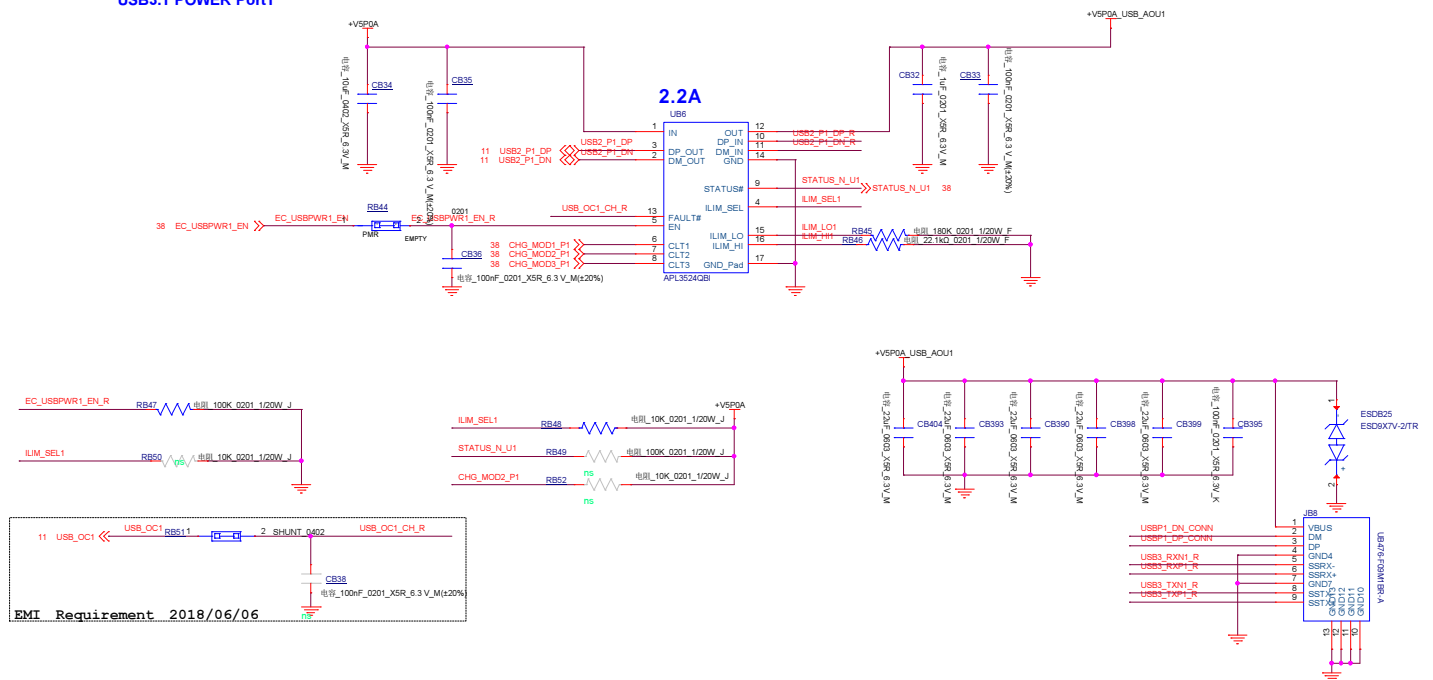 USB3.1 POWER Port1
+V5P0A
+V5P0A_USB_AOU1
CB34
电容_10uF_0402_X5R_6.3V_M
CB35
电容_100nF_0201_X5R_6.3 V_M(±20%)
CB32
电容_1uF_0201_X5R_6.3V_M
CB33
电容_100nF_0201_X5R_6.3 V_M(±20%)
2.2A
UB6
1 IN
OUT 12
DP_IN 10 USB2_P1_DP_R
DM_IN 11 USB2_P1_DN_R
GND 14
11 USB2_P1_DP USB2_P1_DP 3 DP_OUT
11 USB2_P1_DN USB2_P1_DN 2 DM_OUT
STATUS# 9 STATUS_N_U1 STATUS_N_U1 38
ILIM_SEL 4 ILIM_SEL1
USB_OC1_CH_R 13 FAULT#
38 EC_USBPWR1_EN EC_USBPWR1_EN 1 RB44 2 EC_USBPWR1_EN_R 5 EN
PMR EMPTY 0201
ILIM_LO 15 ILIM_LO1 RB45 电阻_180K_0201_1/20W_F
ILIM_HI 16 ILIM_HI1 RB46 电阻_22.1kΩ_0201_1/20W_F
38 CHG_MOD1_P1 6 CLT1
38 CHG_MOD2_P1 7 CLT2
38 CHG_MOD3_P1 8 CLT3
GND_Pad 17
CB36
电容_100nF_0201_X5R_6.3 V_M(±20%)
APL3524QBI
EC_USBPWR1_EN_R RB47 电阻_100K_0201_1/20W_J
ILIM_SEL1 RB50 ns 电阻_10K_0201_1/20W_J
+V5P0A
ILIM_SEL1 RB48 电阻_10K_0201_1/20W_J
STATUS_N_U1 RB49 电阻_100K_0201_1/20W_J
ns
CHG_MOD2_P1 RB52 电阻_10K_0201_1/20W_J
ns
11 USB_OC1 USB_OC1 RB51 1 2 SHUNT_0402 USB_OC1_CH_R
CB38
电容_100nF_0201_X5R_6.3 V_M(±20%)
ns
EMI Requirement 2018/06/06
+V5P0A_USB_AOU1
CB404
电容_22uF_0603_X5R_6.3V_M
CB393
电容_22uF_0603_X5R_6.3V_M
CB390
电容_22uF_0603_X5R_6.3V_M
CB398
电容_22uF_0603_X5R_6.3V_M
CB399
电容_22uF_0603_X5R_6.3V_M
CB395
电容_100nF_0201_X5R_6.3V_K
1
ESDB25
ESD9X7V-2/TR
2
JB8
1 VBUS
USBP1_DN_CONN 2 DM
USBP1_DP_CONN 3 DP
4 GND4
USB3_RXN1_R 5 SSRX-
USB3_RXP1_R 6 SSRX+
7 GND7
USB3_TXN1_R 8 SSTX-
USB3_TXP1_R 9
GND13 GND12 GND11 GND10
13 12 11 10
UB476-F09M1BR-A